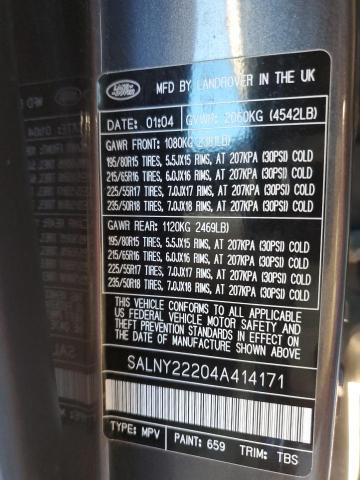 LAND ROVER
MFD BY LANDROVER IN THE UK
DATE: 01:04 GVWR: 2060KG (4542LB)
GAWR FRONT: 1080KG
195/80R15 TIRES, 5.5JX15 RIMS, AT 207KPA (30PSI) COLD
215/65R16 TIRES, 6.0JX16 RIMS, AT 207KPA (30PSI) COLD
225/55R17 TIRES, 7.0JX17 RIMS, AT 207KPA (30PSI) COLD
235/50R18 TIRES, 7.0JX18 RIMS, AT 207KPA (30PSI) COLD
GAWR REAR: 1120KG 2469LB)
195/80R15 TIRES, 5.5JX15 RIMS, AT 207KPA (30PSI) COLD
215/65R16 TIRES, 6.0JX16 RIMS, AT 207KPA (30PSI) COLD
225/55R17 TIRES, 7.0JX17 RIMS, AT 207KPA (30PSI) COLD
235/50R18 TIRES, 7.0JX18 RIMS, AT 207KPA (30PSI) COLD
THIS VEHICLE CONFORMS TO ALL APPLICABLE
US FEDERAL MOTOR VEHICLE SAFETY AND
THEFT PREVENTION STANDARDS IN EFFECT ON
THE DATE OF MANUFACTURE SHOWN ABOVE.
SALNY22204A414171
TYPE: MPV PAINT: 659 TRIM: TBS